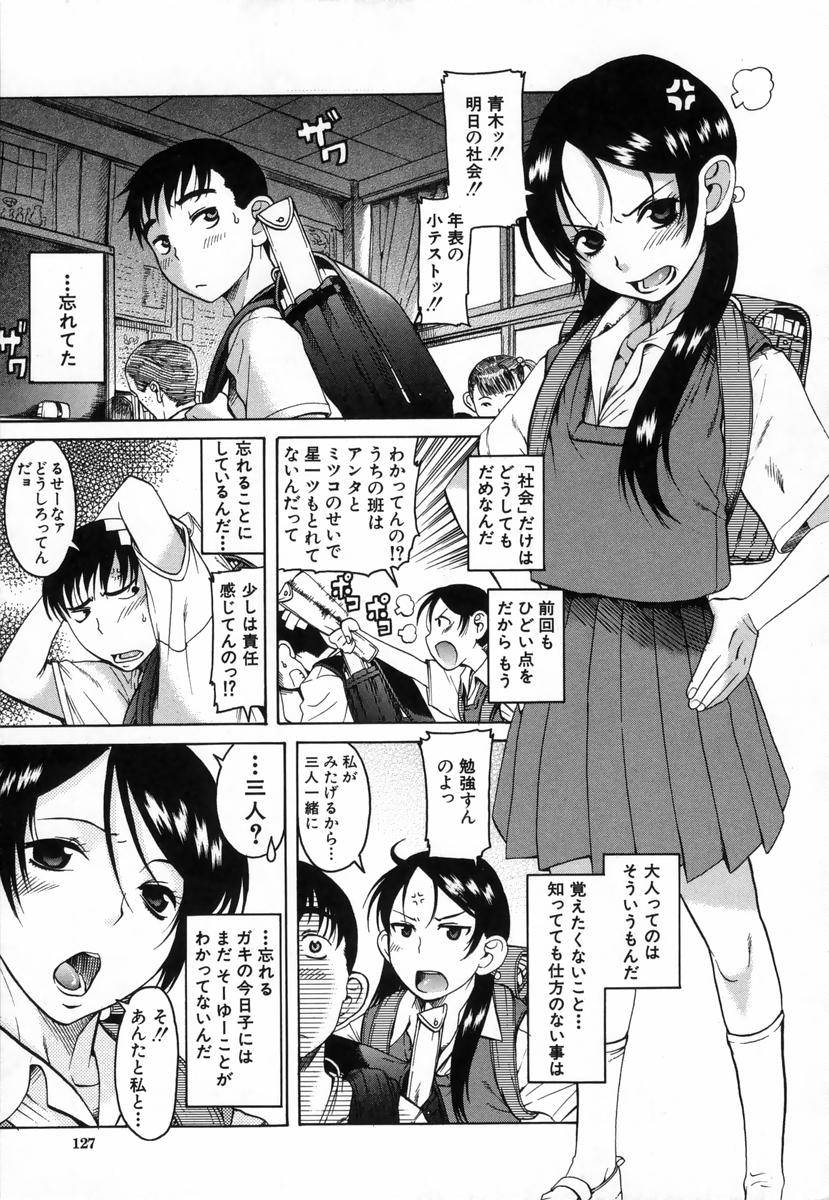 青木ッ!!
明日の社会!!
年表の
小テストッ!!
ザワ
ザワ
…忘れてた
「社会」だけは
どうしても
だめなんだ
前回も
ひどい点を
だから もう
わかってんの!?
うちの班は
アンタと
ミツコのせいで
星一ツもとれて
ないんだって
ポコ
ポコ
忘れることに
しているんだ…
少しは責任
感じてんのっ!?
るせーなァ
どうしろってん
だョ
大人ってのは
そういうもんだ
覚えたくないこと…
知ってても仕方のない事は
勉強すん
のよっ
私が
みたげるから…
三人一緒に
…三人?
…忘れる
ガキの今日子には
まだ そーゆーことが
わかってないんだ
そ!!
あんたと私と…
127